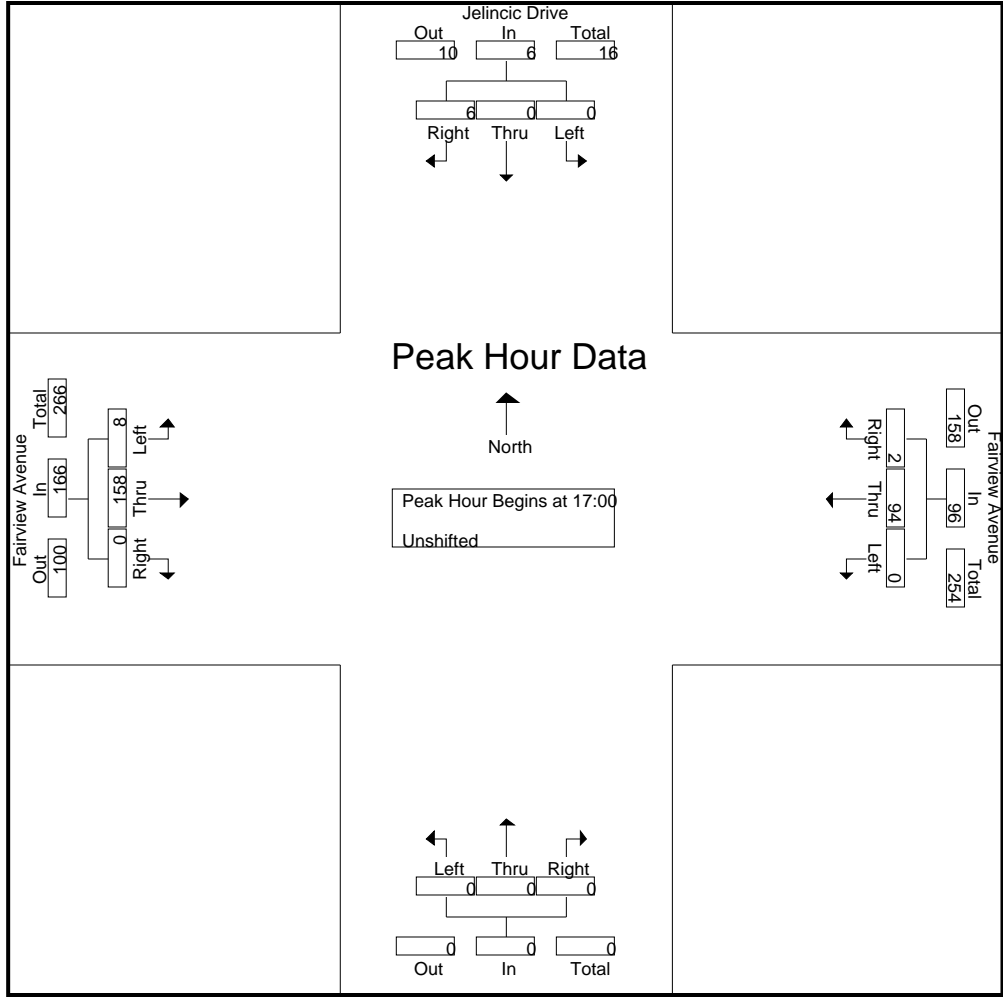 Jelincic Drive
Out In Total
10 6 16
6 0 0
Right Thru Left
Peak Hour Data
North
Peak Hour Begins at 17:00
Unshifted
Fairview Avenue
Total In Out
266 166 100
8 158 0
Left Thru Right
Fairview Avenue
Out In Total
158 96 254
2 94 0
Right Thru Left
Left Thru Right
0 0 0
0 0 0
Out In Total